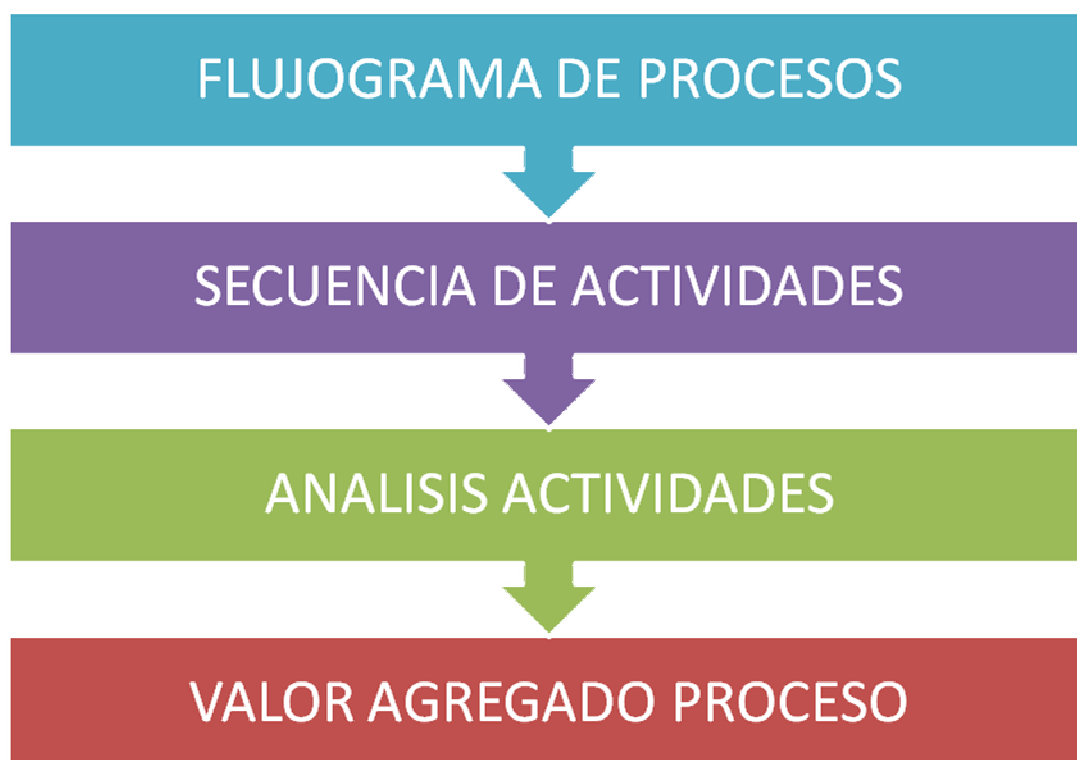 FLUJOGRAMA DE PROCESOS
SECUENCIA DE ACTIVIDADES
ANALISIS ACTIVIDADES
VALOR AGREGADO PROCESO